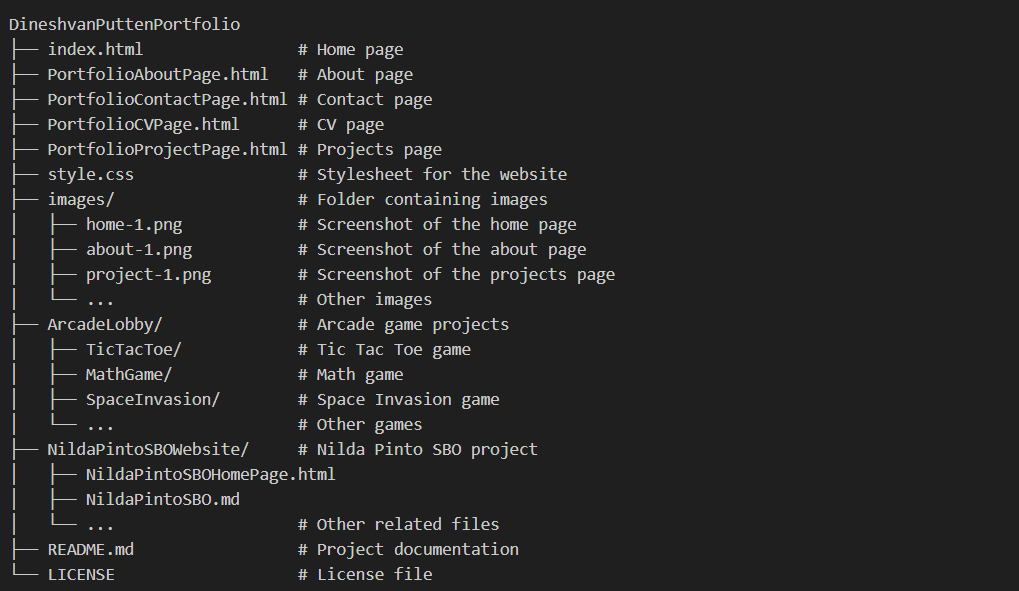 DineshvanPuttenPortfolio
├── index.html                # Home page
├── PortfolioAboutPage.html   # About page
├── PortfolioContactPage.html # Contact page
├── PortfolioCVPage.html      # CV page
├── PortfolioProjectPage.html # Projects page
├── style.css                 # Stylesheet for the website
├── images/                   # Folder containing images
│   ├── home-1.png            # Screenshot of the home page
│   ├── about-1.png           # Screenshot of the about page
│   ├── project-1.png         # Screenshot of the projects page
│   └── ...                   # Other images
├── ArcadeLobby/              # Arcade game projects
│   ├── TicTacToe/            # Tic Tac Toe game
│   ├── MathGame/             # Math game
│   ├── SpaceInvasion/        # Space Invasion game
│   └── ...                   # Other games
├── NildaPintoSBOWebsite/     # Nilda Pinto SBO project
│   ├── NildaPintoSBOHomePage.html
│   ├── NildaPintoSBO.md
│   └── ...                   # Other related files
├── README.md                 # Project documentation
└── LICENSE                   # License file